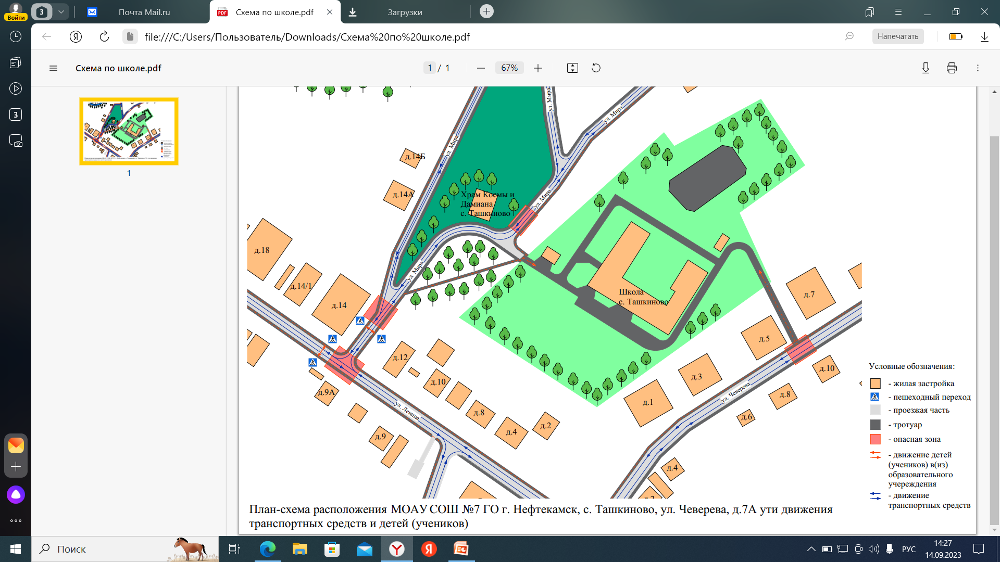 3
Почта Mail.ru
Схема по школе.pdf
Загрузки
Войти
file:///C:/Users/Пользователь/Downloads/Схема%20по%20школе.pdf
Напечатать
Схема по школе.pdf
1 / 1
67%
3
1
ул. Мира
ул. Мира
ул. Мира
д.14Б
д.14А
Храм Космы и
Дамиана
с. Ташкиново
ул. Мира
ул. Мира
д.18
д.14/1
д.14
Школа
с. Ташкиново
д.7
д.5
д.12
д.10
д.10
д.3
д.9А
д.1
д.8
ул. Чеверева
ул. Ленина
д.8
д.6
д.4
д.2
д.9
д.4
д.2
Условные обозначения:
- жилая застройка
- пешеходный переход
- проезжая часть
- тротуар
- опасная зона
- движение детей
(учеников) в(из)
образовательного
учереждения
- движение
транспортных средств
План-схема расположения МОАУ СОШ №7 ГО г. Нефтекамск, с. Ташкиново, ул. Чеверева, д.7А ути движения
транспортных средств и детей (учеников)
Поиск
РУС
14:27
14.09.2023